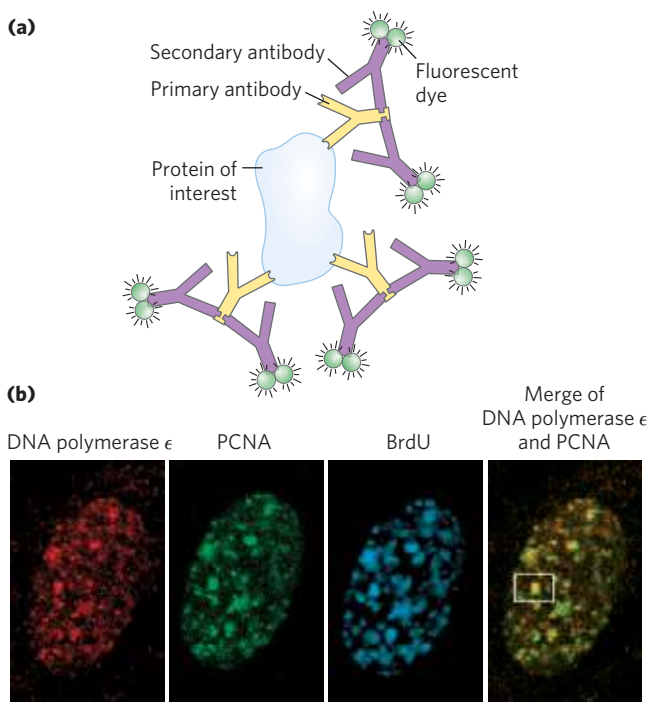 (a)
Secondary antibody
Primary antibody
Fluorescent
dye
Protein of
interest
(b)
DNA polymerase ϵ
PCNA
BrdU
Merge of
DNA polymerase ϵ
and PCNA